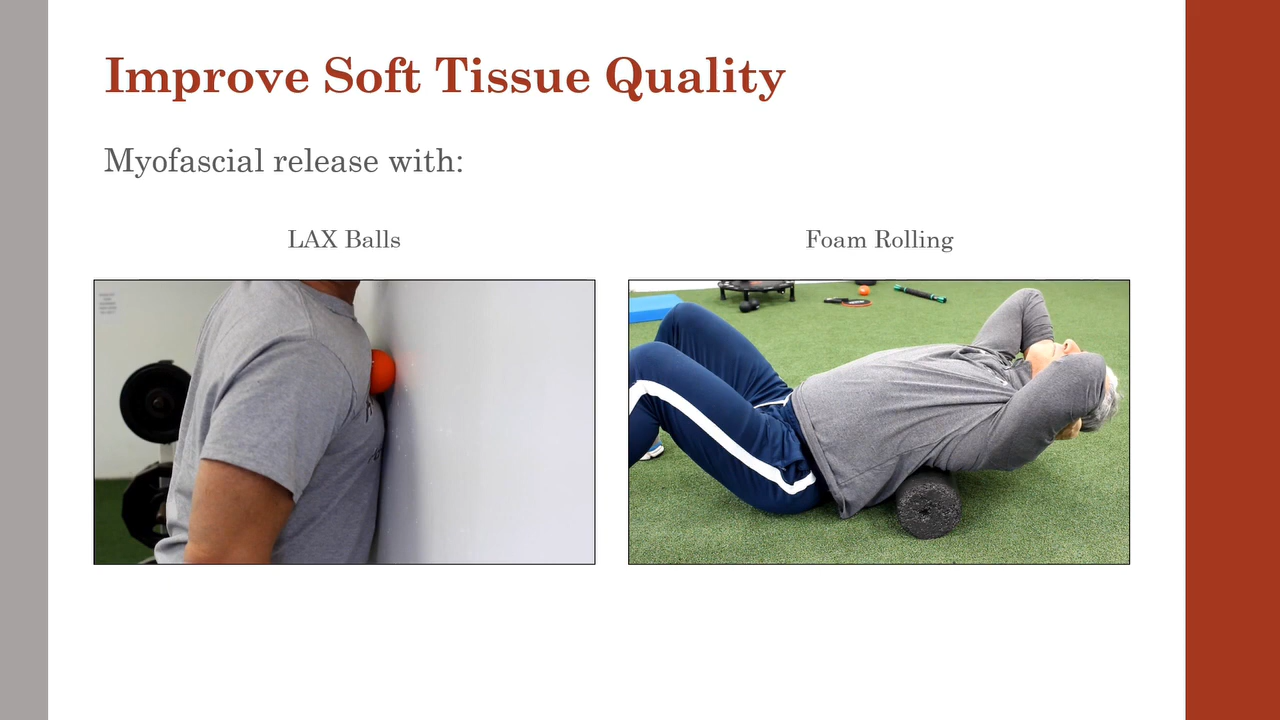 Improve Soft Tissue Quality
Myofascial release with:
LAX Balls
Foam Rolling